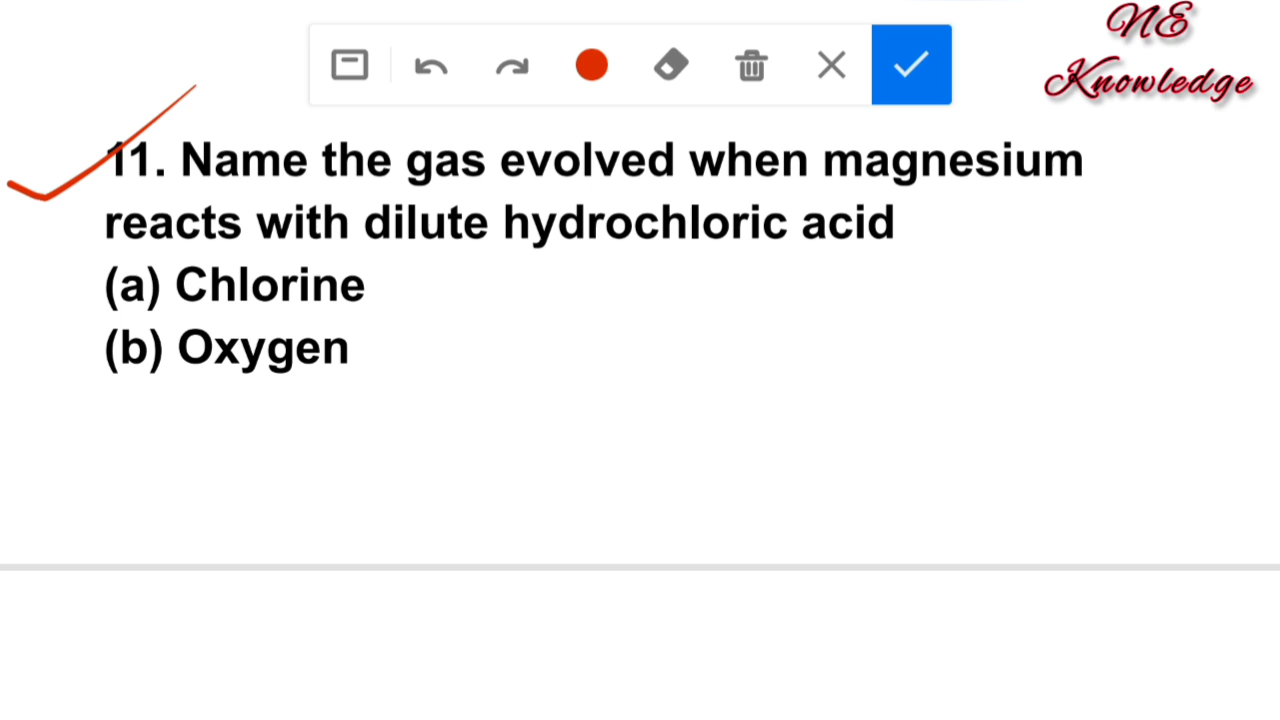 NE
Knowledge
11. Name the gas evolved when magnesium
reacts with dilute hydrochloric acid
(a) Chlorine
(b) Oxygen